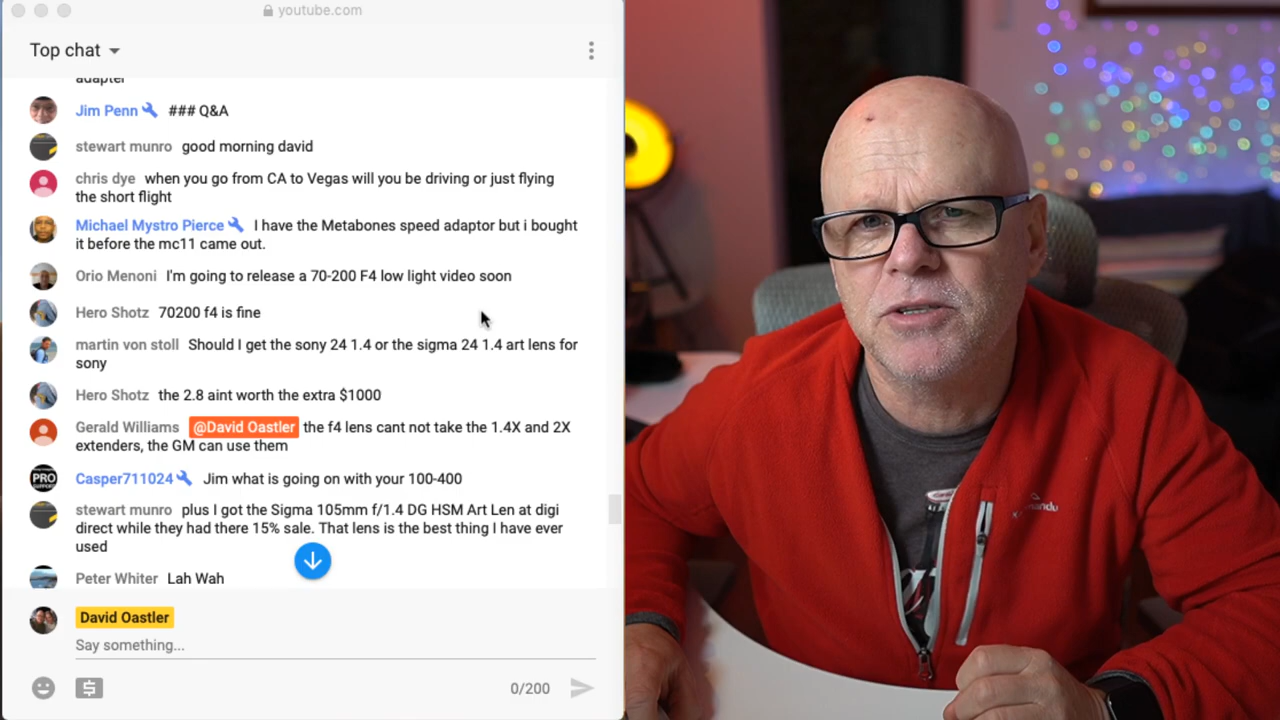 youtube.com
Top chat
adapter
Jim Penn ### Q&A
stewart munro good morning david
chris dye when you go from CA to Vegas will you be driving or just flying
the short flight
Michael Mystro Pierce I have the Metabones speed adaptor but i bought
it before the mc11 came out.
Orio Menoni I'm going to release a 70-200 F4 low light video soon
Hero Shotz 70200 f4 is fine
martin von stoll Should I get the sony 24 1.4 or the sigma 24 1.4 art lens for
sony
Hero Shotz the 2.8 aint worth the extra $1000
Gerald Williams @David Oastler the f4 lens cant not take the 1.4X and 2X
extenders, the GM can use them
PRO
Casper711024 Jim what is going on with your 100-400
stewart munro plus I got the Sigma 105mm f/1.4 DG HSM Art Len at digi
direct while they had there 15% sale. That lens is the best thing I have ever
used
Peter Whiter Lah Wah
David Oastler
Say something...
$
0/200